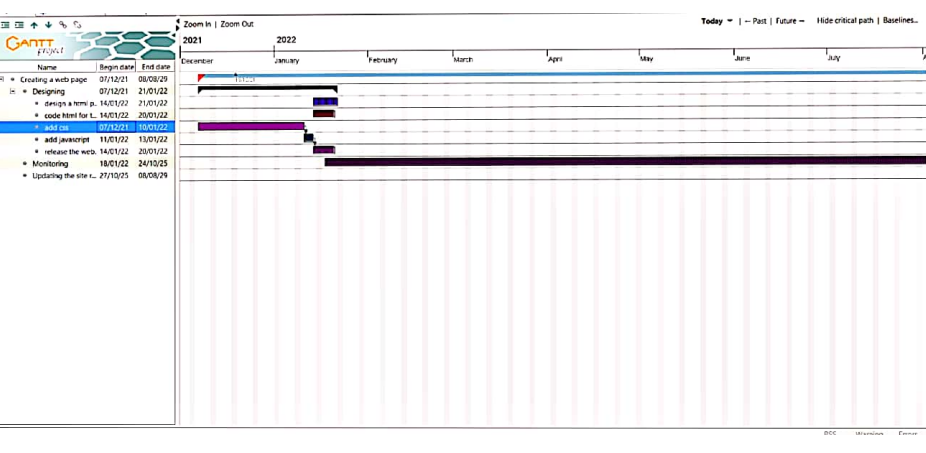 Zoom In | Zoom Out
Today | ←Past | Future→ Hide critical path | Baselines...
GANTT
project
2021 2022
December January February March April May June July
Name Begin date End date
Creating a web page 07/12/21 08/08/29
Designing 07/12/21 21/01/22
design a html p... 14/01/22 21/01/22
code html for t... 14/01/22 20/01/22
add css 07/12/21 10/01/22
add javascript 11/01/22 13/01/22
release the web. 14/01/22 20/01/22
Monitoring 18/01/22 24/10/25
Updating the site r... 27/10/25 08/08/29
RSS Warning Errors